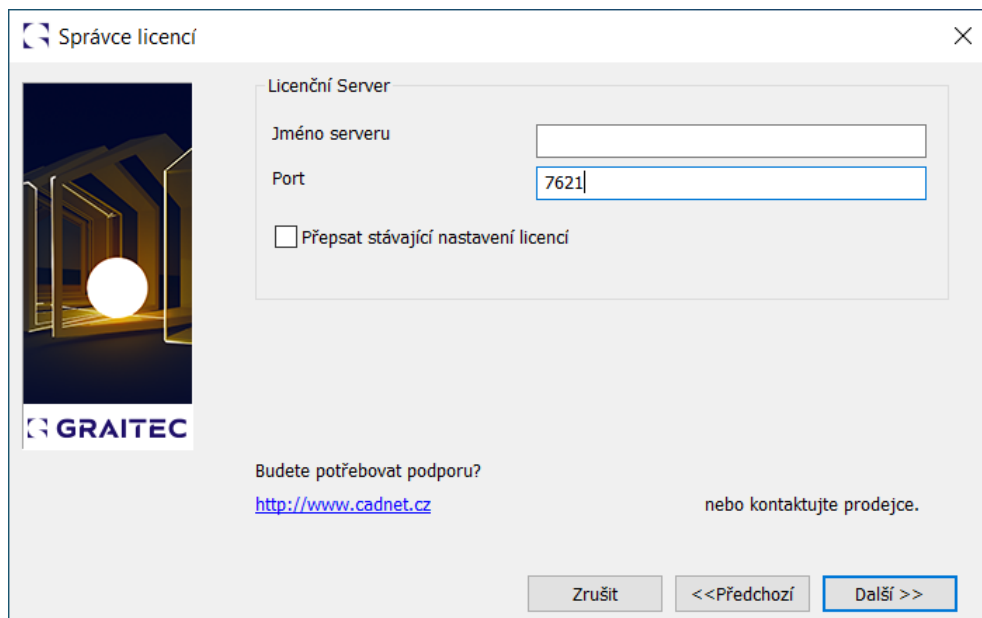 Správce licencí
Licenční Server
Jméno serveru
Port
7621
Přepsat stávající nastavení licencí
GRAITEC
Budete potřebovat podporu?
http://www.cadnet.cz nebo kontaktujte prodejce.
Zrušit <<Předchozí Další >>